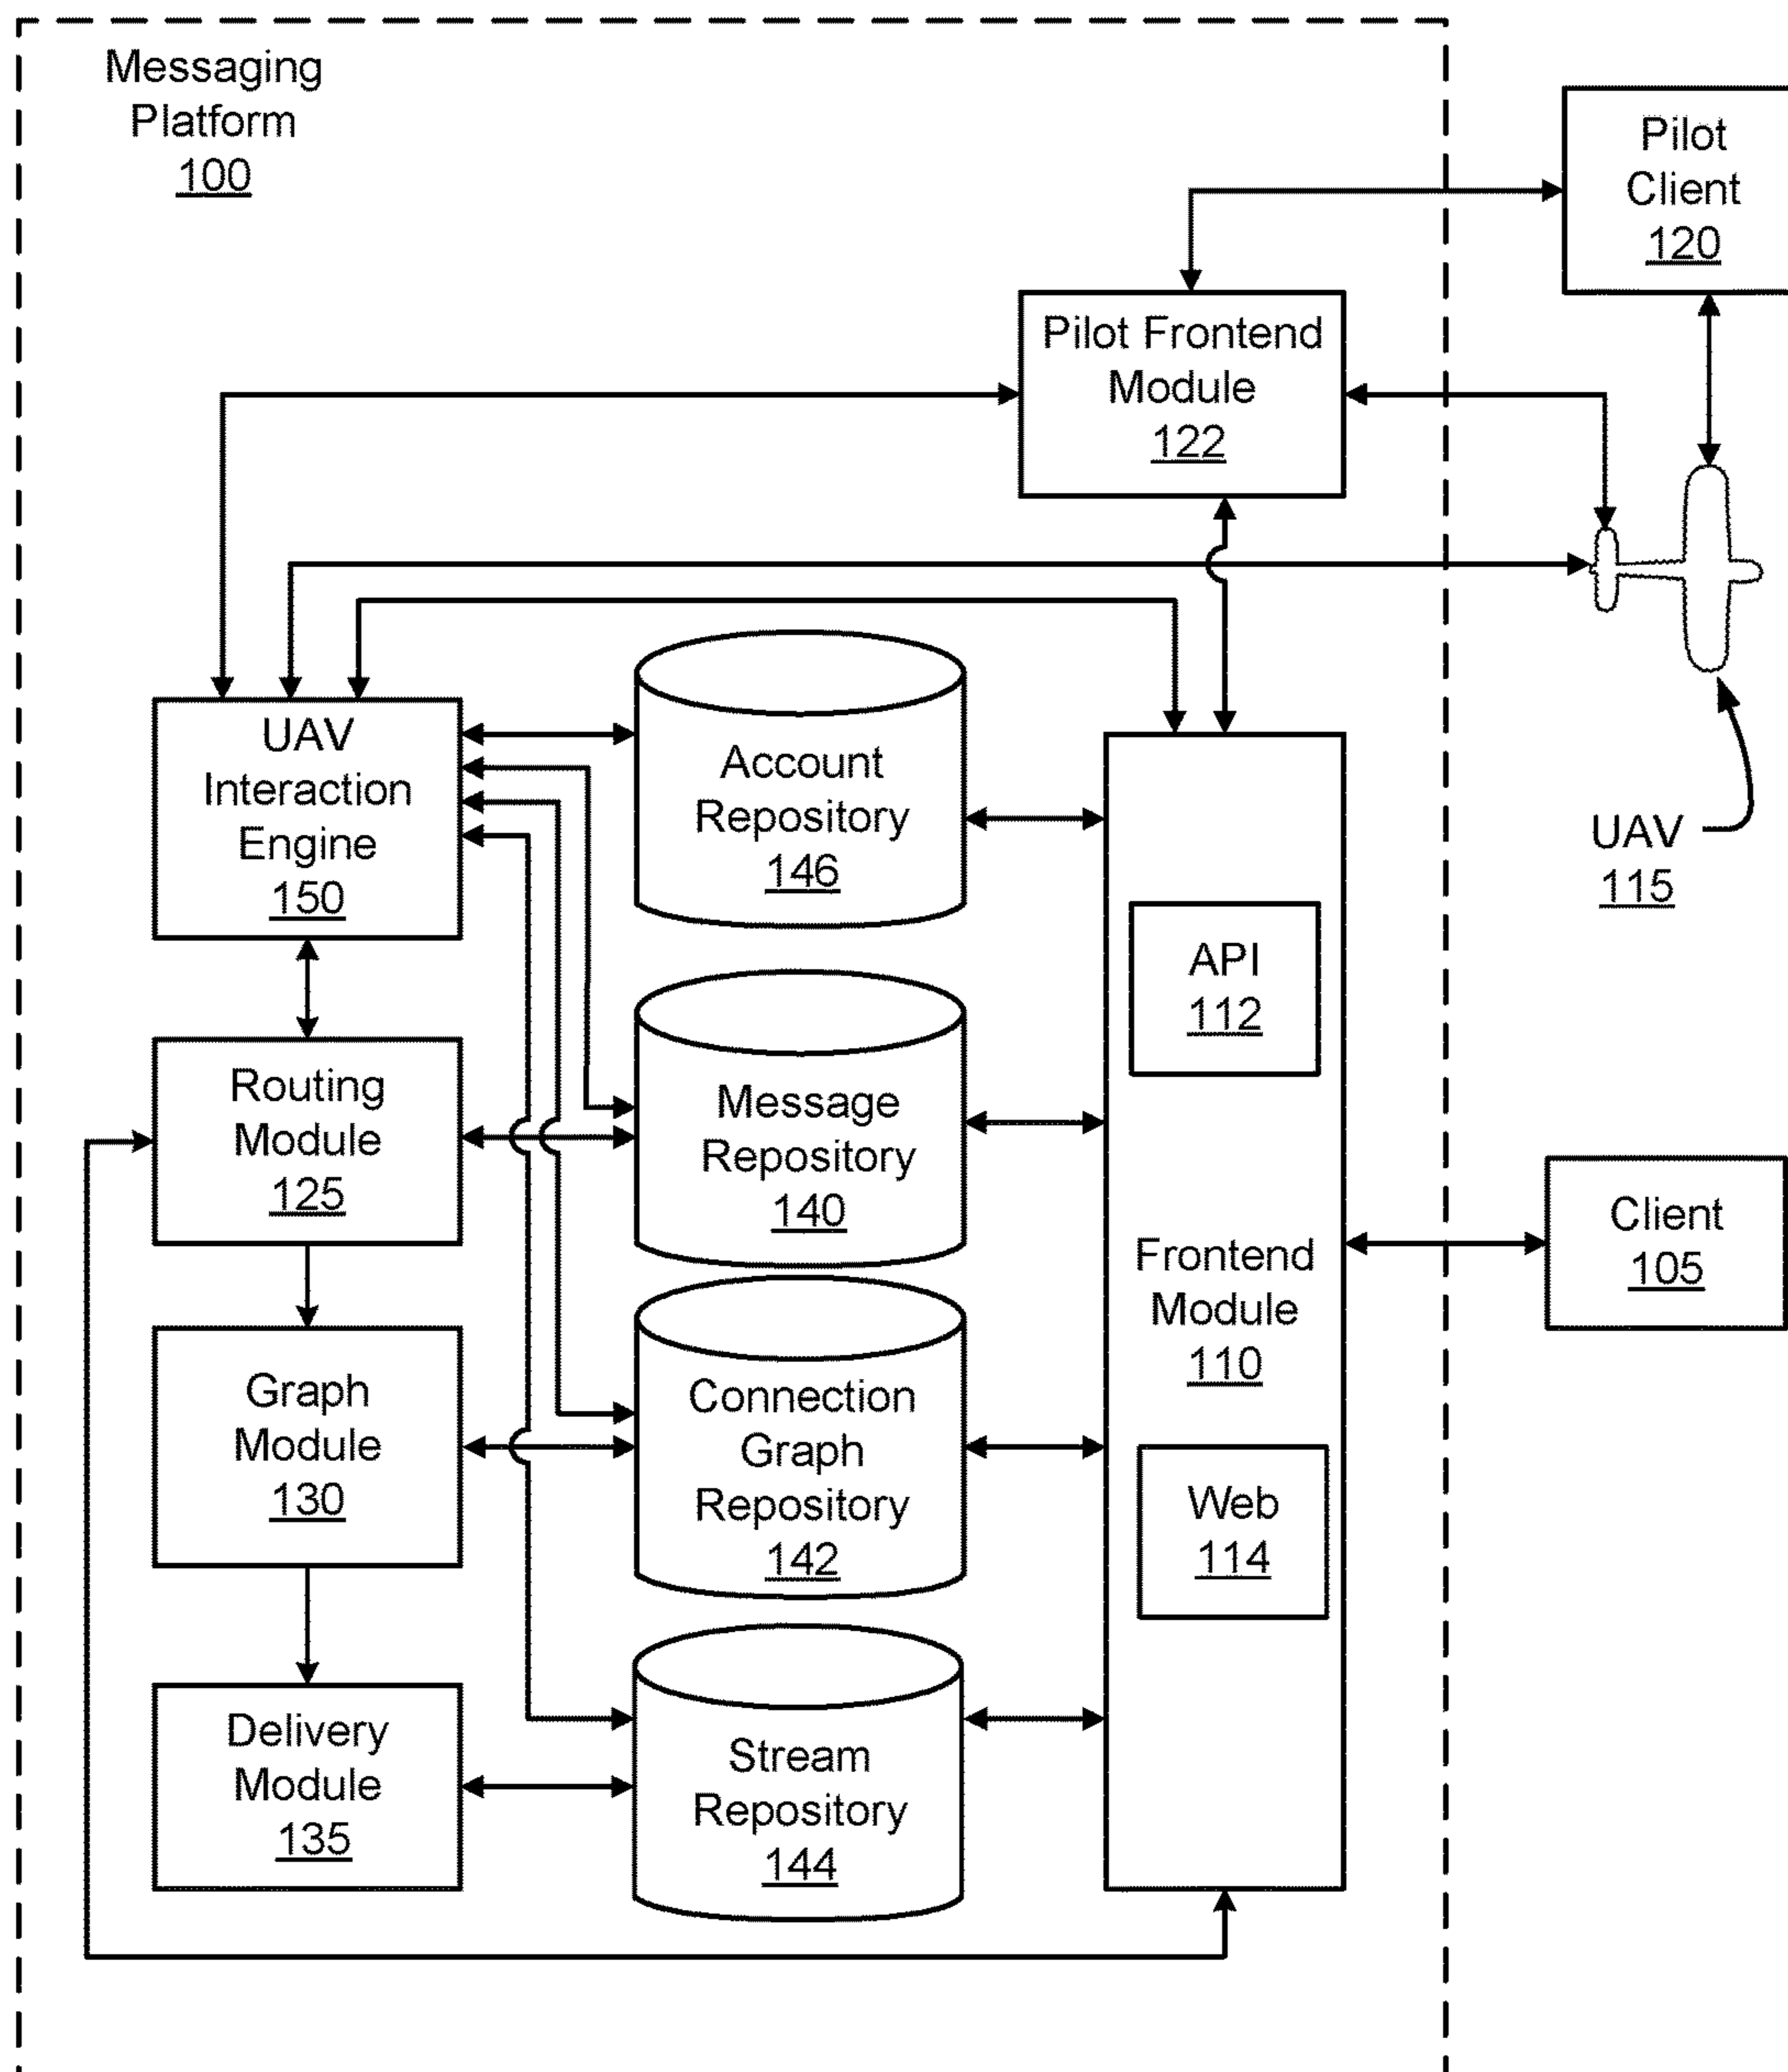 Messaging
Platform
100
Pilot
Client
120
Pilot Frontend
Module
122
UAV
Interaction
Engine
150
Account
Repository
146
UAV
115
API
112
Routing
Module
125
Message
Repository
140
Frontend
Module
110
Client
105
Graph
Module
130
Connection
Graph
Repository
142
Web
114
Delivery
Module
135
Stream
Repository
144